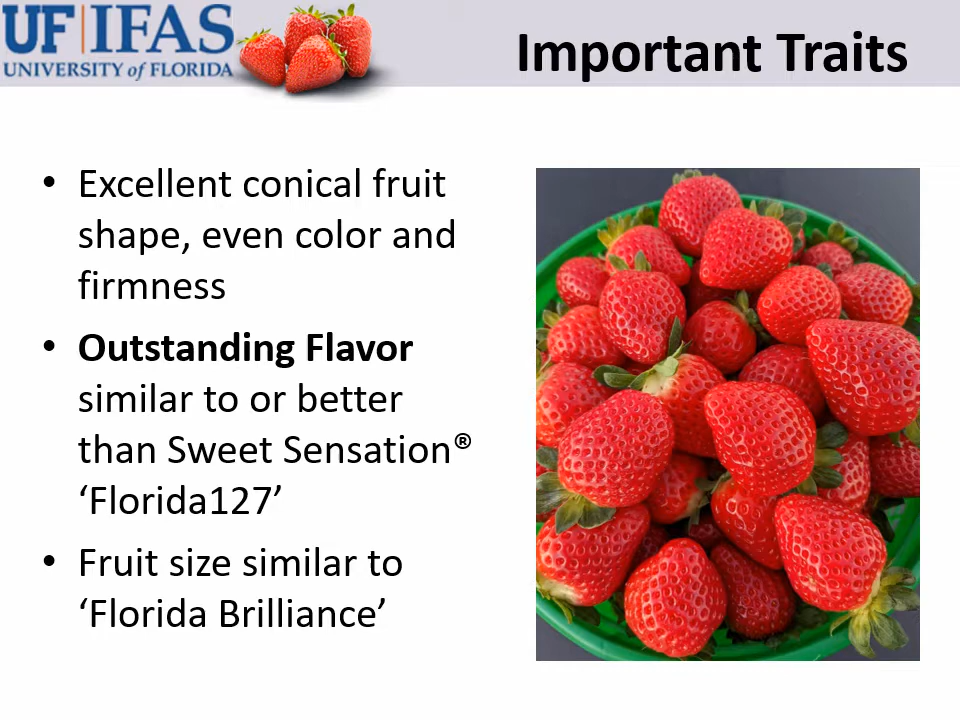 UF|IFAS
UNIVERSITY of FLORIDA
Important Traits
• Excellent conical fruit
shape, even color and
firmness
• Outstanding Flavor
similar to or better
than Sweet Sensation®
‘Florida127’
• Fruit size similar to
‘Florida Brilliance’